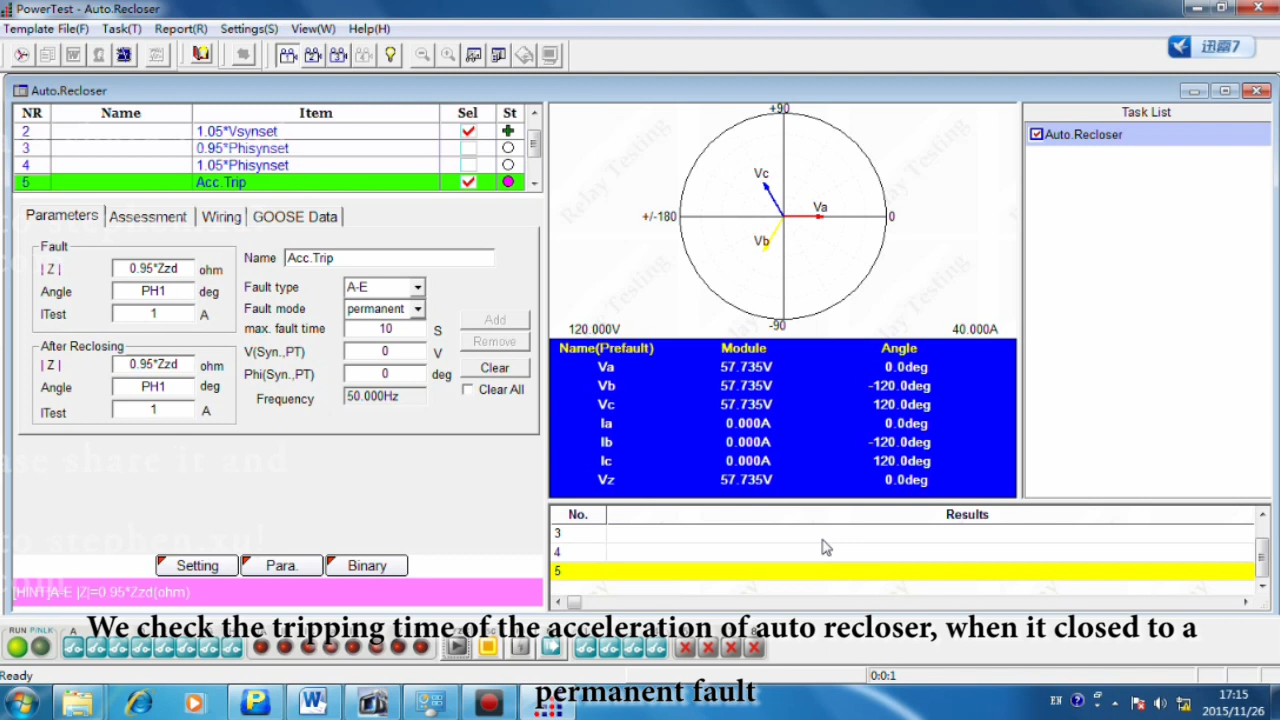 PowerTest - Auto.Recloser
Template File(F) Task(T) Report(R) Settings(S) View(W) Help(H)
迅雷7
Auto.Recloser
NR Name Item Sel St
2 1.05*Vsynset
3 0.95*Phisynset
4 1.05*Phisynset
5 Acc.Trip
Parameters Assessment Wiring GOOSE Data
Fault
|Z| 0.95*Zzd ohm
Angle PH1 deg
ITest 1 A
After Reclosing
|Z| 0.95*Zzd ohm
Angle PH1 deg
ITest 1 A
Name Acc.Trip
Fault type A-E
Fault mode permanent
max. fault time 10 S
V(Syn.,PT) 0 V
Phi(Syn.,PT) 0 deg
Frequency 50.000Hz
Add
Remove
Clear
Clear All
Setting Para. Binary
[HINT]A-E |Z|=0.95*Zzd(ohm)
+90
Vc
Va
+/-180
0
Vb
-90
120.000V 40.000A
Relay Testing
Name(Prefault) Module Angle
Va 57.735V 0.0deg
Vb 57.735V -120.0deg
Vc 57.735V 120.0deg
Ia 0.000A 0.0deg
Ib 0.000A -120.0deg
Ic 0.000A 120.0deg
Vz 57.735V 0.0deg
Task List
Auto.Recloser
No. Results
3
4
5
RUN P/NLK A
We check the tripping time of the acceleration of auto recloser, when it closed to a
permanent fault
Ready 0:0:1
EN 17:15
2015/11/26